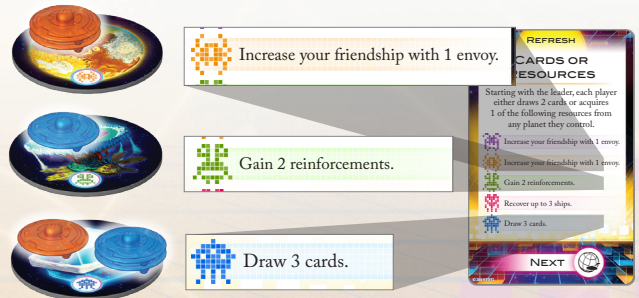 Increase your friendship with 1 envoy.
Gain 2 reinforcements.
Draw 3 cards.
REFRESH
CARDS OR
RESOURCES
Starting with the leader, each player
either draws 2 cards or acquires
1 of the following resources from
any planet they control.
Increase your friendship with 1 envoy.
Increase your friendship with 1 envoy.
Gain 2 reinforcements.
Recover up to 3 ships.
Draw 3 cards.
NEXT